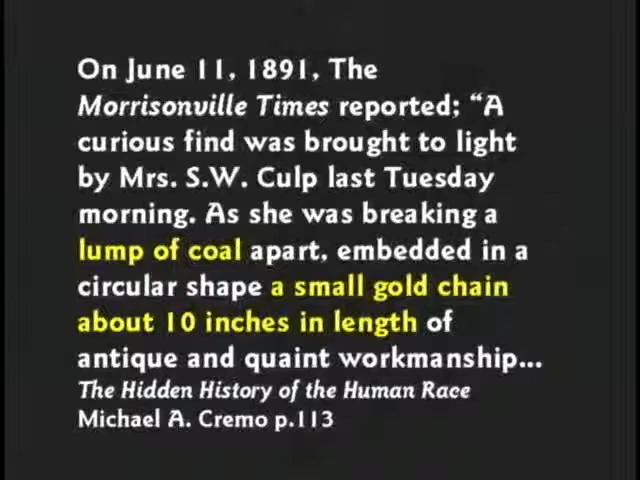 On June 11, 1891, The
Morrisonville Times reported; “A
curious find was brought to light
by Mrs. S.W. Culp last Tuesday
morning. As she was breaking a
lump of coal apart, embedded in a
circular shape a small gold chain
about 10 inches in length of
antique and quaint workmanship...
The Hidden History of the Human Race
Michael A. Cremo p.113